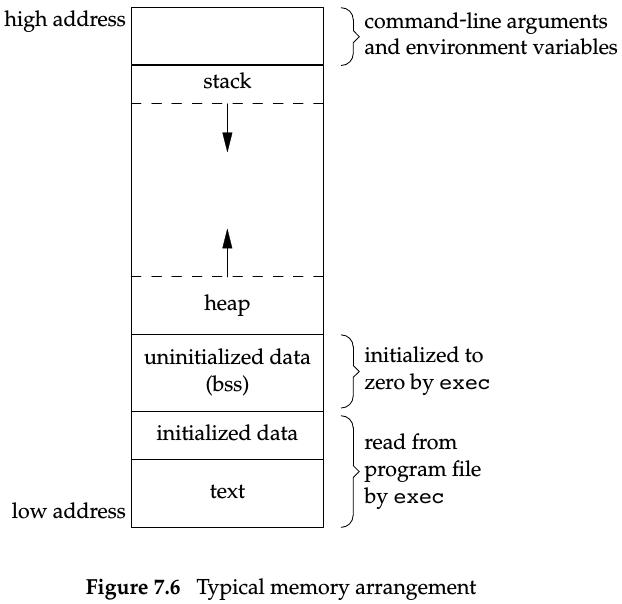 high address
command-line arguments
and environment variables
stack
heap
uninitialized data
(bss)
initialized to
zero by exec
initialized data
read from
program file
by exec
text
low address
Figure 7.6 Typical memory arrangement